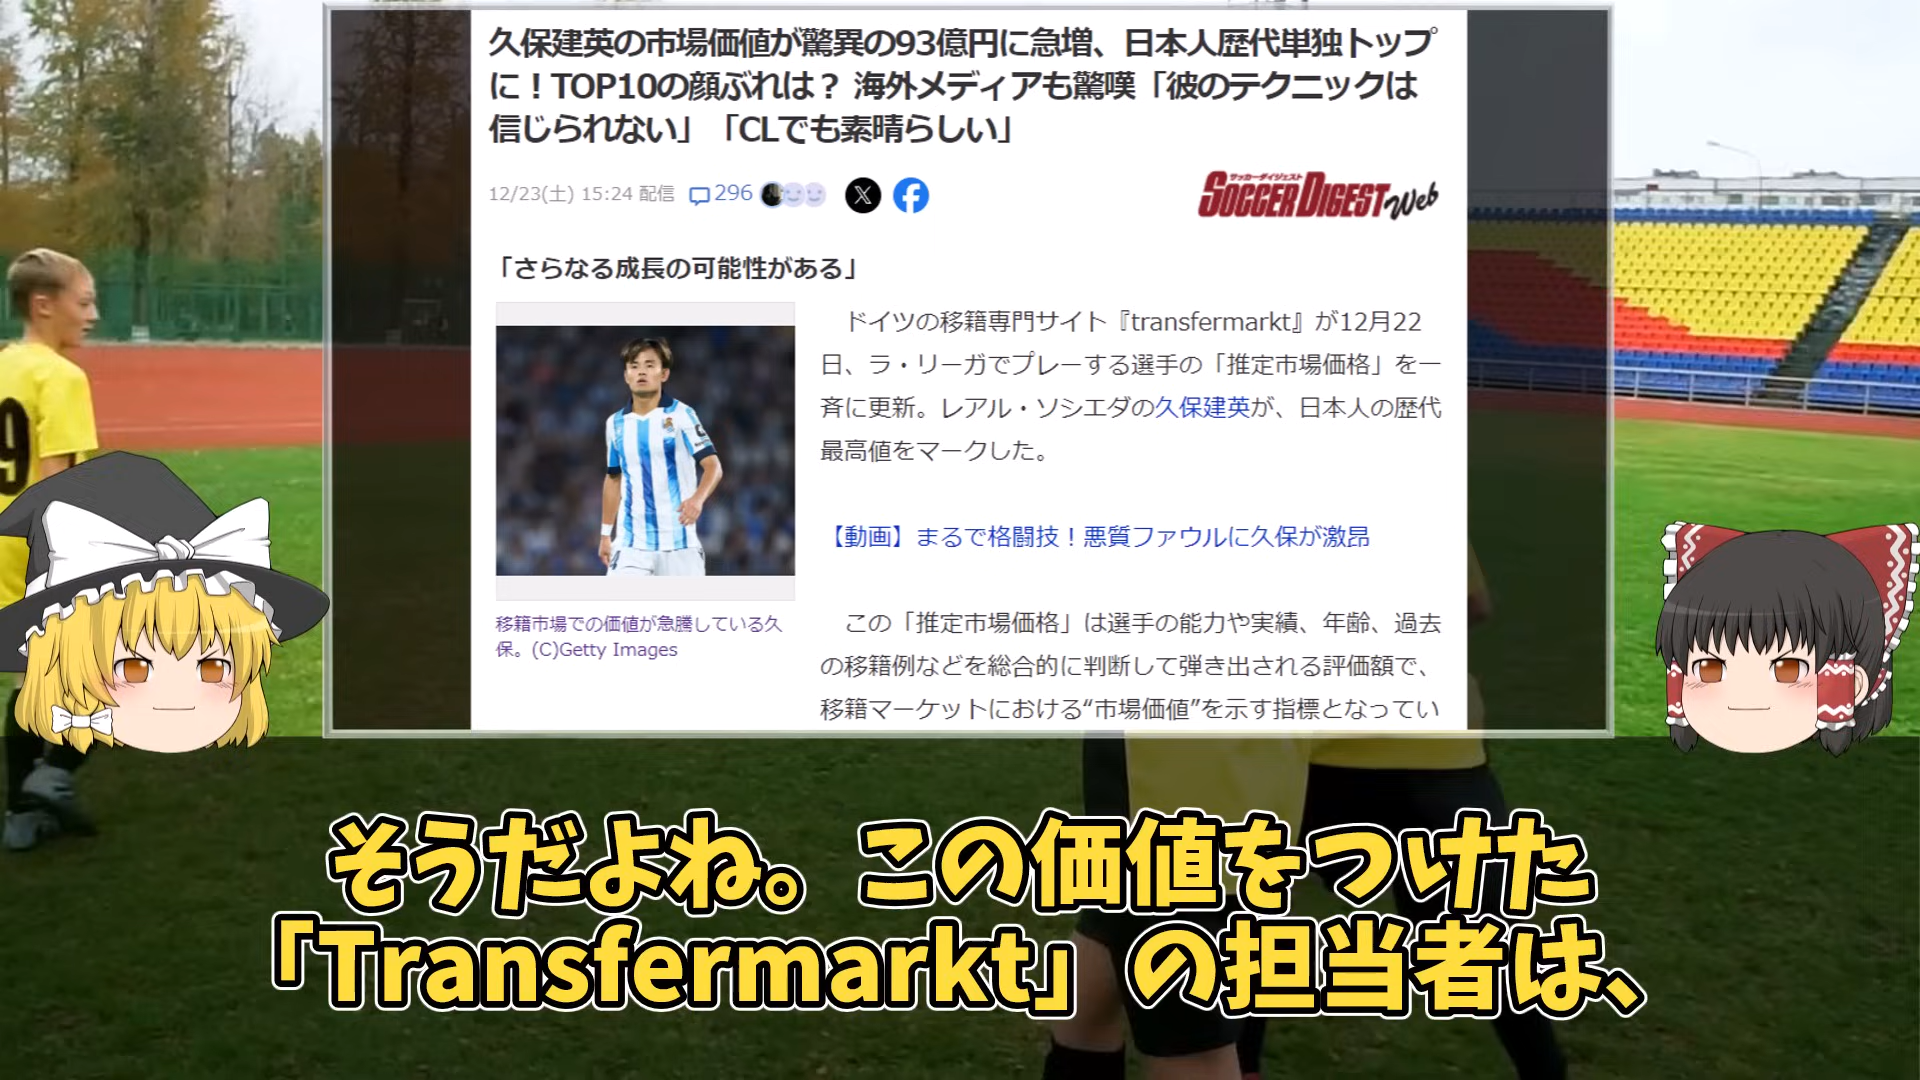 久保建英の市場価値が驚異の93億円に急増、日本人歴代単独トップ
に！TOP10の顔ぶれは？ 海外メディアも驚嘆「彼のテクニックは
信じられない」「CLでも素晴らしい」
12/23(土) 15:24 配信 296
サッカーダイジェスト
SOCCER DIGEST Web
「さらなる成長の可能性がある」
ドイツの移籍専門サイト『transfermarkt』が12月22
日、ラ・リーガでプレーする選手の「推定市場価格」を一
斉に更新。レアル・ソシエダの久保建英が、日本人の歴代
最高値をマークした。
【動画】まるで格闘技！悪質ファウルに久保が激昂
移籍市場での価値が急騰している久
保。(C)Getty Images
この「推定市場価格」は選手の能力や実績、年齢、過去
の移籍例などを総合的に判断して弾き出される評価額で、
移籍マーケットにおける“市場価値”を示す指標となってい
9
そうだよね。この価値をつけた
「Transfermarkt」の担当者は、